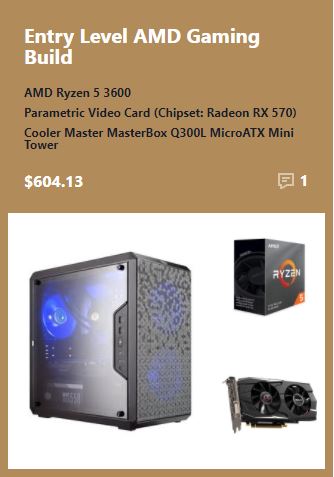 Entry Level AMD Gaming
Build
AMD Ryzen 5 3600
Parametric Video Card (Chipset: Radeon RX 570)
Cooler Master MasterBox Q300L MicroATX Mini
Tower
$604.13
1
AMD
RYZEN
5